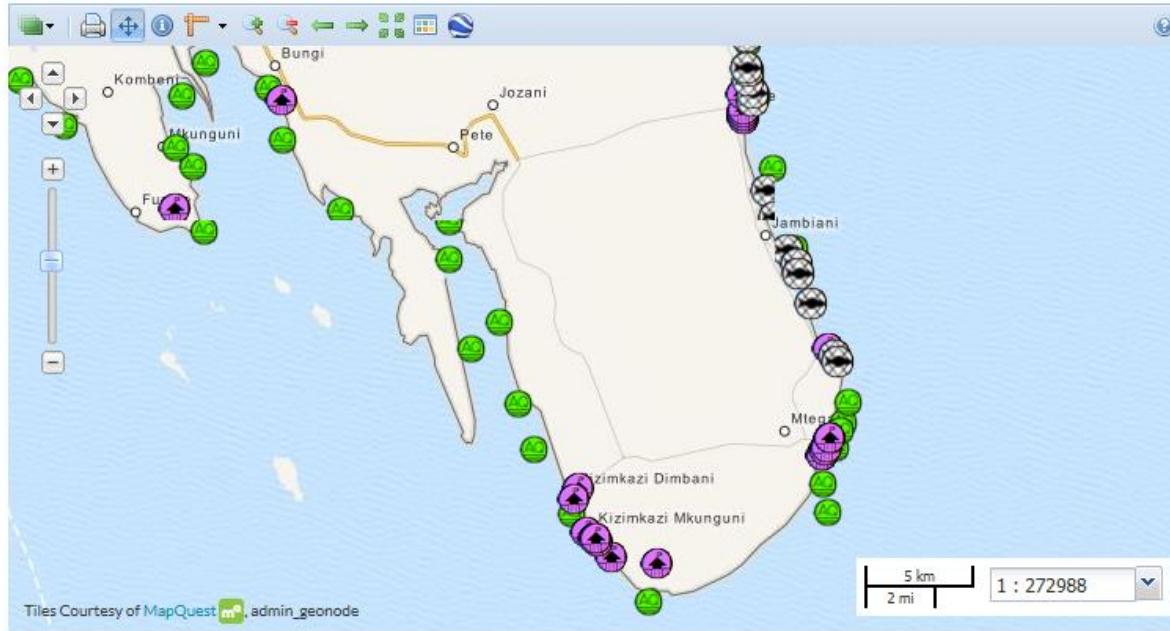 Bungi
Kombeni
Jozani
Mkunguni
Pete
Jambiani
Kizimkazi Dimbani
Kizimkazi Mkunguni
5 km
2 mi
1 : 272988
Tiles Courtesy of MapQuest, admin_geonode